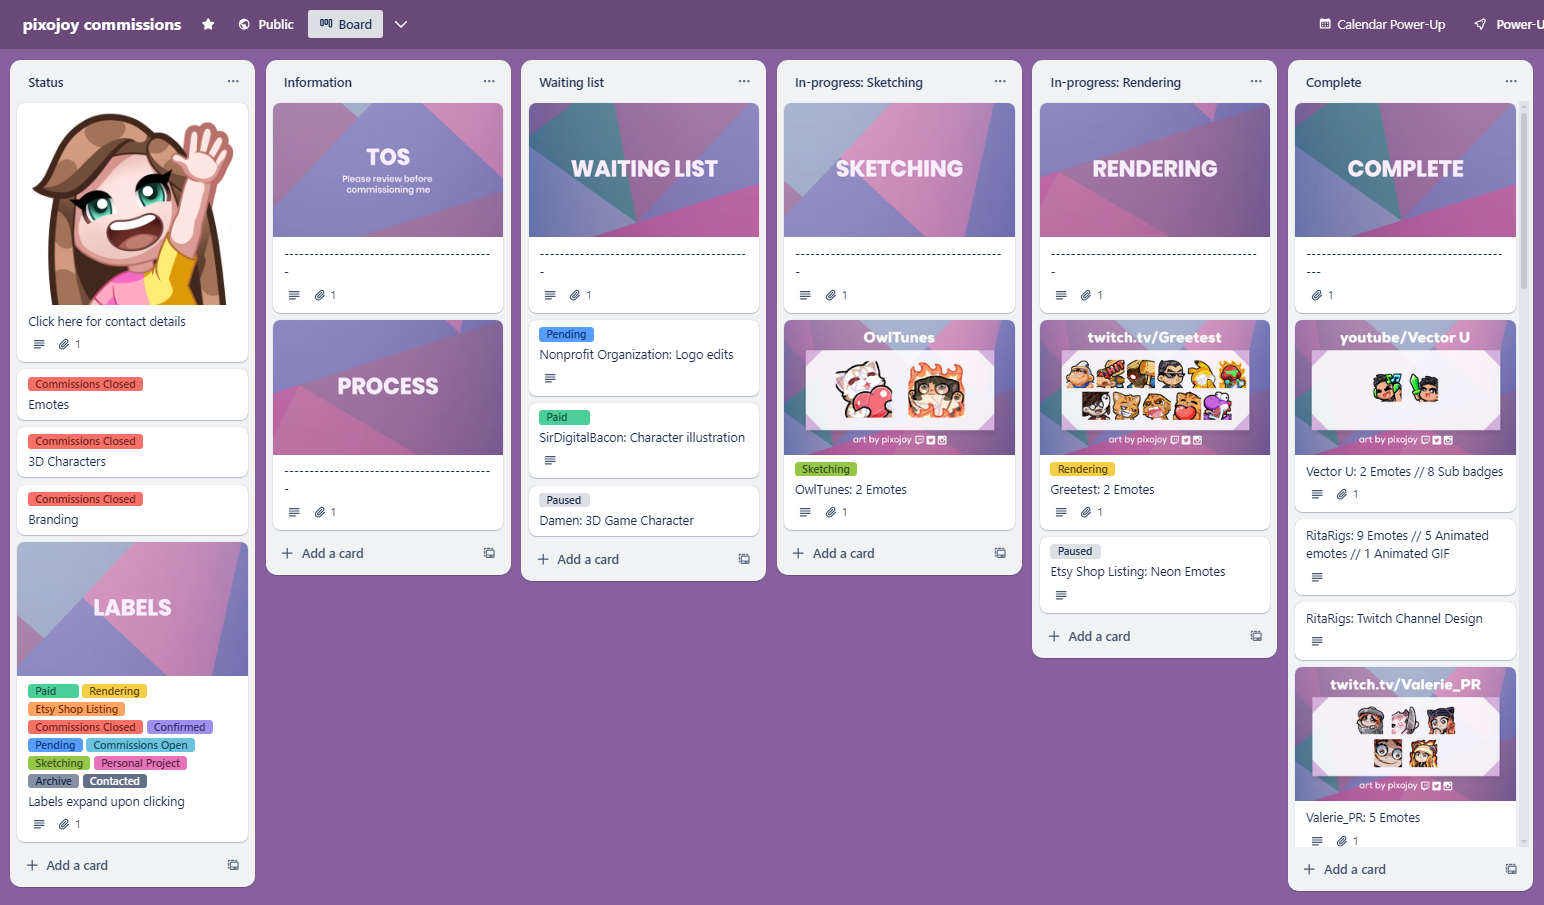 pixojoy commissions
Public
Board
Calendar Power-Up
Power-U
Status
Click here for contact details
1
Commissions Closed
Emotes
Commissions Closed
3D Characters
Commissions Closed
Branding
LABELS
Paid Rendering
Etsy Shop Listing
Commissions Closed Confirmed
Pending Commissions Open
Sketching Personal Project
Archive Contacted
Labels expand upon clicking
1
+ Add a card
Information
TOS
Please review before
commissioning me
----------------------------------------
-
1
PROCESS
----------------------------------------
-
1
+ Add a card
Waiting list
WAITING LIST
----------------------------------------
-
1
Pending
Nonprofit Organization: Logo edits
Paid
SirDigitalBacon: Character illustration
Paused
Damen: 3D Game Character
+ Add a card
In-progress: Sketching
SKETCHING
----------------------------------------
-
1
OwlTunes
art by pixojoy
Sketching
OwlTunes: 2 Emotes
1
+ Add a card
In-progress: Rendering
RENDERING
----------------------------------------
-
1
twitch.tv/Greetest
art by pixojoy
Rendering
Greetest: 2 Emotes
1
Paused
Etsy Shop Listing: Neon Emotes
+ Add a card
Complete
COMPLETE
--------------------------------------
---
1
youtube/Vector U
art by pixojoy
Vector U: 2 Emotes // 8 Sub badges
1
RitaRigs: 9 Emotes // 5 Animated
emotes // 1 Animated GIF
RitaRigs: Twitch Channel Design
twitch.tv/Valerie_PR
art by pixojoy
Valerie_PR: 5 Emotes
1
+ Add a card